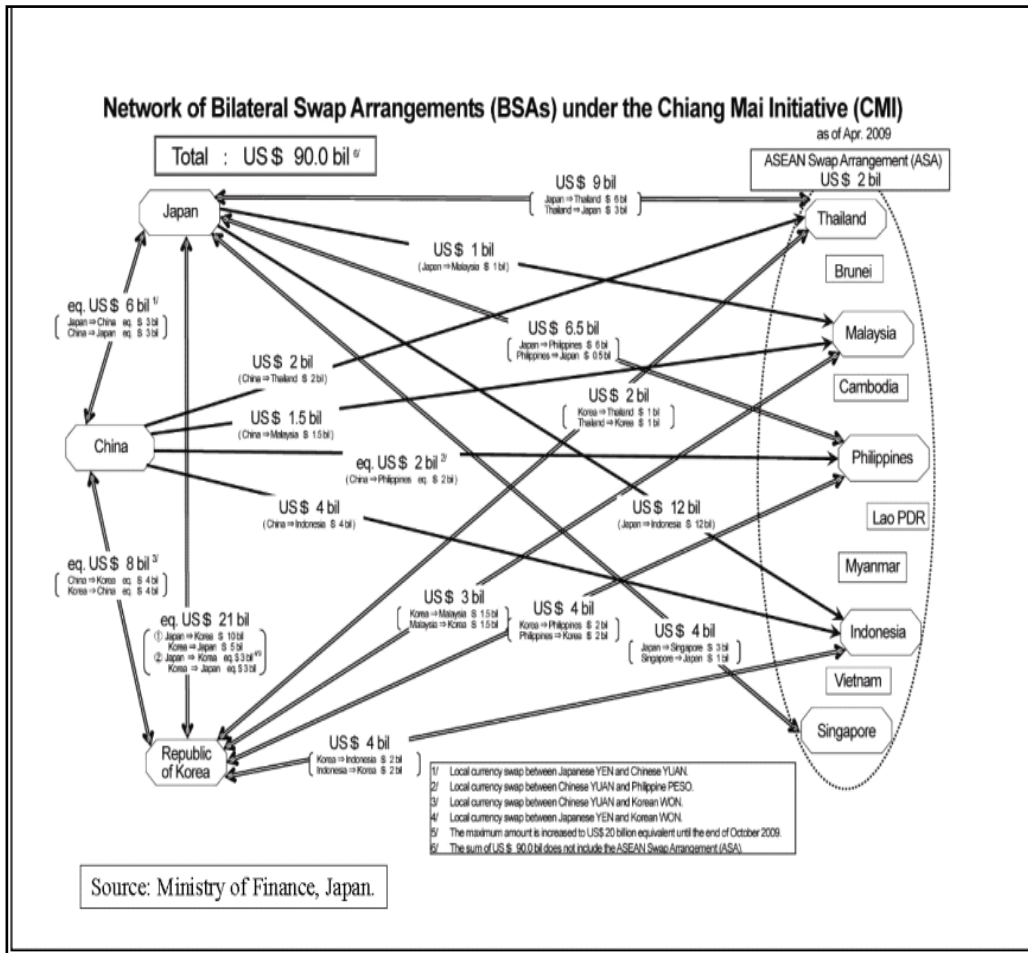 Network of Bilateral Swap Arrangements (BSAs) under the Chiang Mai Initiative (CMI)
as of Apr. 2009
Total : US$ 90.0 bil 6/
ASEAN Swap Arrangement (ASA)
US$ 2 bil
Japan
US$ 9 bil
Japan ⇒ Thailand $ 6 bil
Thailand ⇒ Japan $ 3 bil
Thailand
US$ 1 bil
(Japan ⇒ Malaysia $ 1 bil)
Brunei
eq. US$ 6 bil 1/
Japan ⇒ China eq. $ 3 bil
China ⇒ Japan eq. $ 3 bil
US$ 6.5 bil
Japan ⇒ Philippines $ 6 bil
Philippines ⇒ Japan $ 0.5 bil
Malaysia
US$ 2 bil
(China ⇒ Thailand $ 2 bil)
US$ 2 bil
Korea ⇒ Thailand $ 1 bil
Thailand ⇒ Korea $ 1 bil
Cambodia
US$ 1.5 bil
(China ⇒ Malaysia $ 1.5 bil)
China
eq. US$ 2 bil 2/
(China ⇒ Philippines eq. $ 2 bil)
Philippines
US$ 4 bil
(China ⇒ Indonesia $ 4 bil)
US$ 12 bil
(Japan ⇒ Indonesia $ 12 bil)
Lao PDR
Myanmar
eq. US$ 8 bil 3/
China ⇒ Korea eq. $ 4 bil
Korea ⇒ China eq. $ 4 bil
eq. US$ 21 bil
① Japan ⇒ Korea $ 10 bil
Korea ⇒ Japan $ 5 bil
② Japan ⇒ Korea eq. $ 3 bil 4/5/
Korea ⇒ Japan eq. $ 3 bil
US$ 3 bil
Korea ⇒ Malaysia $ 1.5 bil
Malaysia ⇒ Korea $ 1.5 bil
US$ 4 bil
Korea ⇒ Philippines $ 2 bil
Philippines ⇒ Korea $ 2 bil
US$ 4 bil
Japan ⇒ Singapore $ 3 bil
Singapore ⇒ Japan $ 1 bil
Indonesia
Vietnam
Singapore
Republic
of Korea
US$ 4 bil
Korea ⇒ Indonesia $ 2 bil
Indonesia ⇒ Korea $ 2 bil
1/ Local currency swap between Japanese YEN and Chinese YUAN.
2/ Local currency swap between Chinese YUAN and Philippine PESO.
3/ Local currency swap between Chinese YUAN and Korean WON.
4/ Local currency swap between Japanese YEN and Korean WON.
5/ The maximum amount is increased to US$ 20 billion equivalent until the end of October 2009.
6/ The sum of US $ 90.0 bil does not include the ASEAN Swap Arrangement (ASA).
Source: Ministry of Finance, Japan.